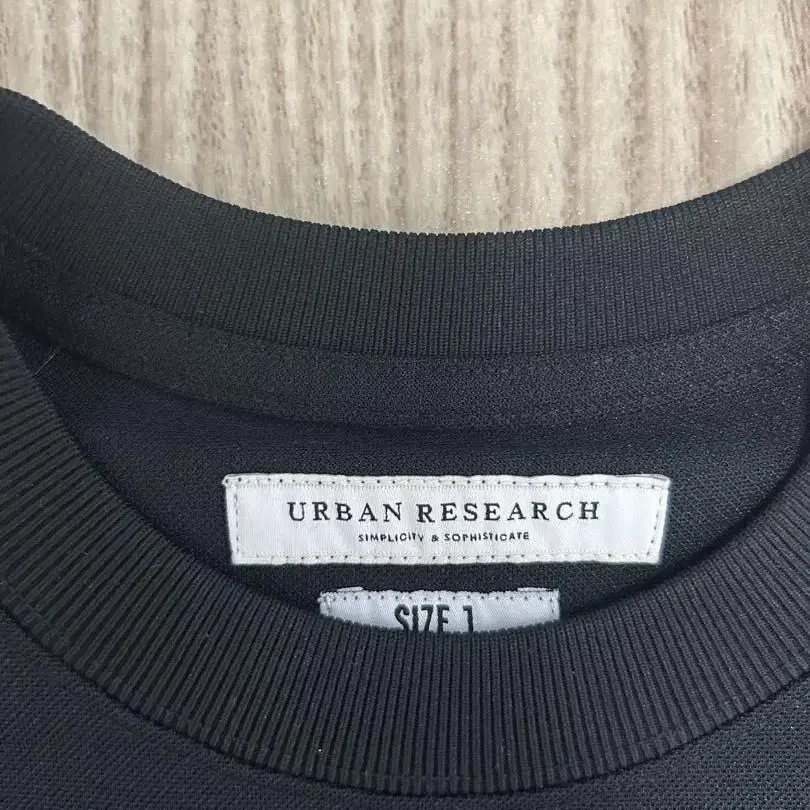 URBAN RESEARCH
SIMPLICITY & SOPHISTICATE
SIZE 1